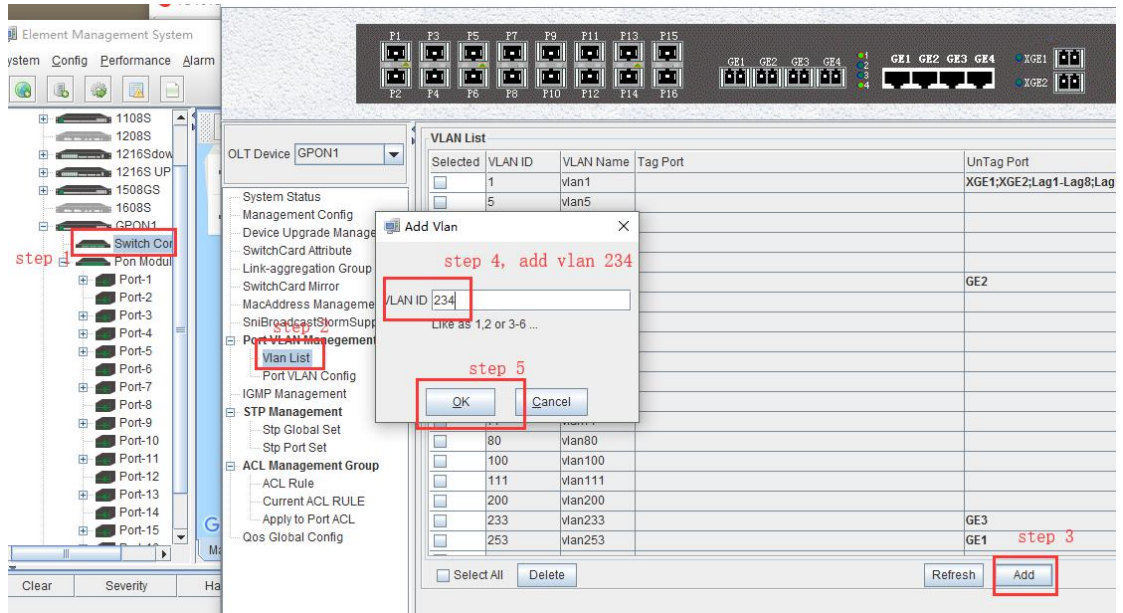 Element Management System
ystem Config Performance Alarm
1108S
1208S
1216Sdow
1216S UP
1508GS
1608S
GPON1
Switch Cor
step 1
Pon Modul
Port-1
Port-2
Port-3
Port-4
Port-5
Port-6
Port-7
Port-8
Port-9
Port-10
Port-11
Port-12
Port-13
Port-14
Port-15
Clear Severity Ha
P1 P3 P5 P7 P9 P11 P13 P15
P2 P4 P6 P8 P10 P12 P14 P16
GE1 GE2 GE3 GE4
1
2
3
4
GE1 GE2 GE3 GE4
XGE1
XGE2
OLT Device GPON1
System Status
Management Config
Device Upgrade Manage
SwitchCard Attribute
Link-aggregation Group
SwitchCard Mirror
MacAddress Manageme
SniBroadcastStormSupp
step 2
Port VLAN Management
Vlan List
Port VLAN Config
IGMP Management
STP Management
Stp Global Set
Stp Port Set
ACL Management Group
ACL Rule
Current ACL RULE
Apply to Port ACL
Qos Global Config
VLAN List
Selected VLAN ID VLAN Name Tag Port UnTag Port
1 vlan1 XGE1;XGE2;Lag1-Lag8;Lag
5 vlan5
GE2
80 vlan80
100 vlan100
111 vlan111
200 vlan200
233 vlan233 GE3
253 vlan253 GE1
step 3
Select All Delete Refresh Add
Add Vlan
step 4, add vlan 234
VLAN ID 234
Like as 1,2 or 3-6 ...
step 5
OK Cancel